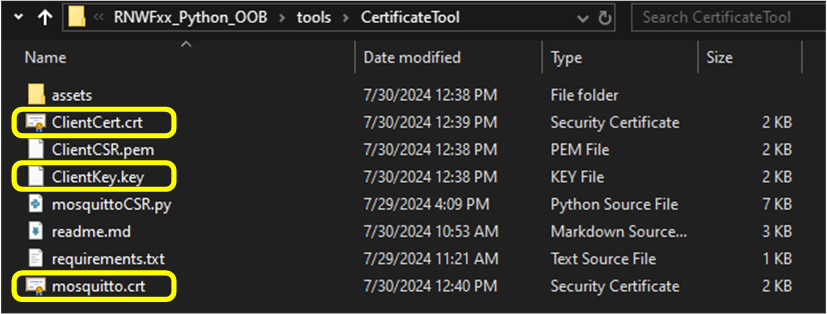 « RNWFxx_Python_OOB › tools › CertificateTool Search CertificateTool
Name Date modified Type Size
assets 7/30/2024 12:38 PM File folder
ClientCert.crt 7/30/2024 12:39 PM Security Certificate 2 KB
ClientCSR.pem 7/30/2024 12:38 PM PEM File 2 KB
ClientKey.key 7/30/2024 12:38 PM KEY File 2 KB
mosquittoCSR.py 7/29/2024 4:09 PM Python Source File 7 KB
readme.md 7/30/2024 10:53 AM Markdown Source... 3 KB
requirements.txt 7/29/2024 11:21 AM Text Source File 1 KB
mosquitto.crt 7/30/2024 12:40 PM Security Certificate 2 KB